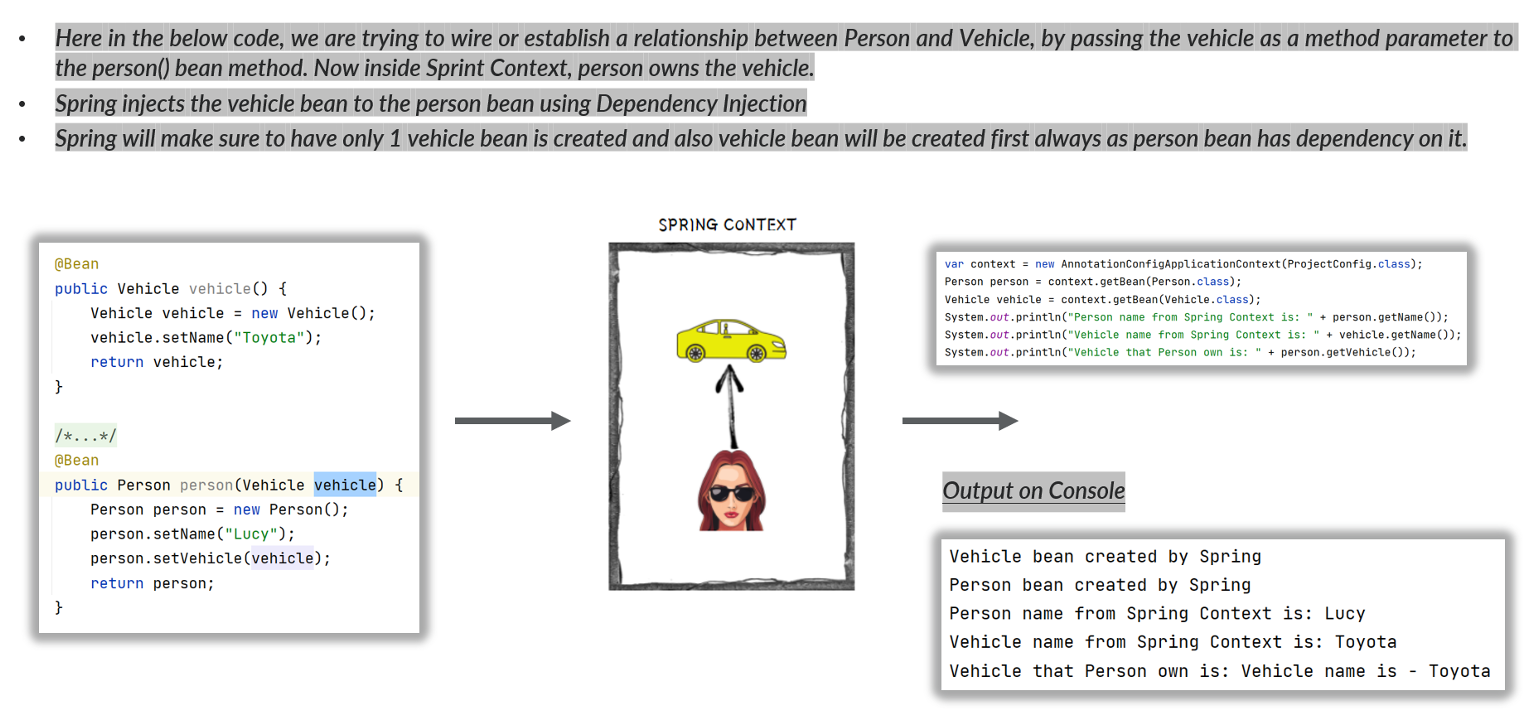 • Here in the below code, we are trying to wire or establish a relationship between Person and Vehicle, by passing the vehicle as a method parameter to
the person() bean method. Now inside Sprint Context, person owns the vehicle.
• Spring injects the vehicle bean to the person bean using Dependency Injection
• Spring will make sure to have only 1 vehicle bean is created and also vehicle bean will be created first always as person bean has dependency on it.
@Bean
public Vehicle vehicle() {
    Vehicle vehicle = new Vehicle();
    vehicle.setName("Toyota");
    return vehicle;
}
/*...*/
@Bean
public Person person(Vehicle vehicle) {
    Person person = new Person();
    person.setName("Lucy");
    person.setVehicle(vehicle);
    return person;
}
SPRING CONTEXT
var context = new AnnotationConfigApplicationContext(ProjectConfig.class);
Person person = context.getBean(Person.class);
Vehicle vehicle = context.getBean(Vehicle.class);
System.out.println("Person name from Spring Context is: " + person.getName());
System.out.println("Vehicle name from Spring Context is: " + vehicle.getName());
System.out.println("Vehicle that Person own is: " + person.getVehicle());
Output on Console
Vehicle bean created by Spring
Person bean created by Spring
Person name from Spring Context is: Lucy
Vehicle name from Spring Context is: Toyota
Vehicle that Person own is: Vehicle name is - Toyota